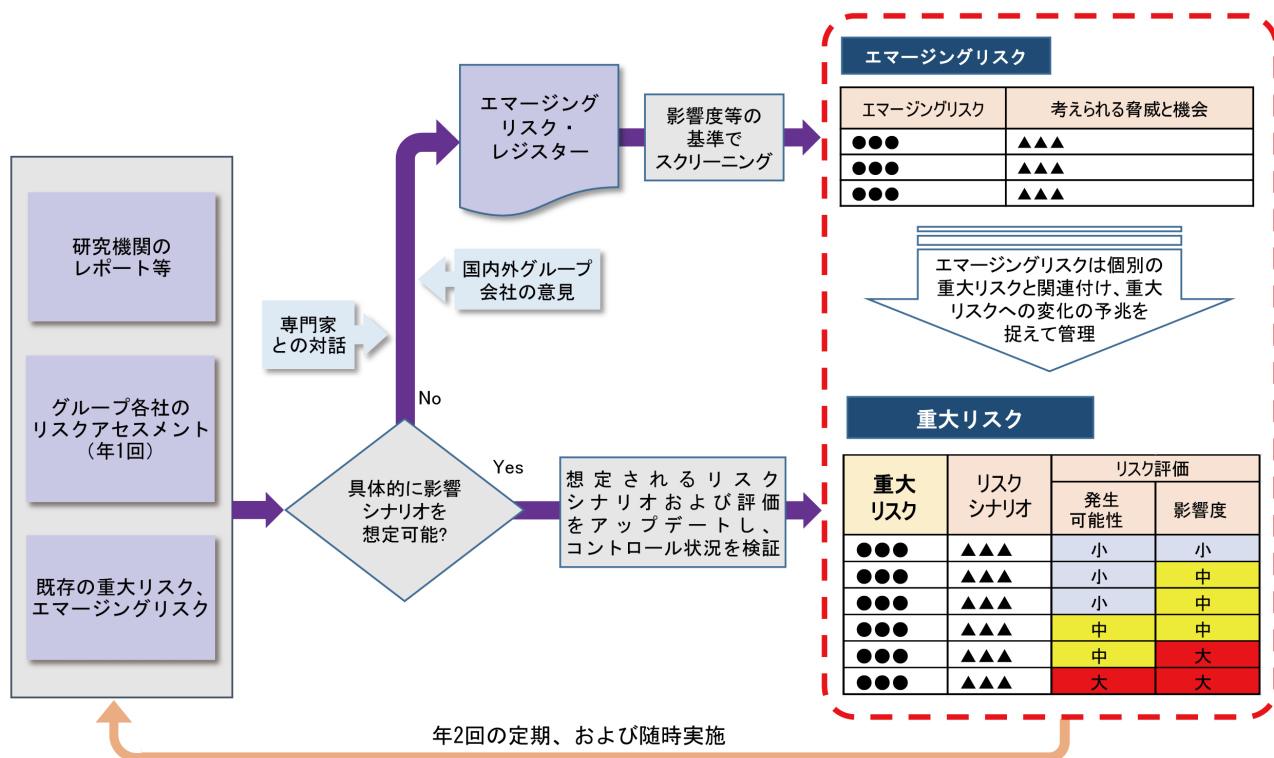 研究機関の
レポート等
グループ各社の
リスクアセスメント
（年1回）
既存の重大リスク、
エマージングリスク
具体的に影響
シナリオを
想定可能?
No
Yes
専門家
との対話
国内外グループ
会社の意見
エマージング
リスク・
レジスター
影響度等の
基準で
スクリーニング
想定されるリスク
シナリオおよび評価
をアップデートし、
コントロール状況を検証
エマージングリスク
エマージングリスク 考えられる脅威と機会
●●● ▲▲▲
●●● ▲▲▲
●●● ▲▲▲
エマージングリスクは個別の
重大リスクと関連付け、重大
リスクへの変化の予兆を
捉えて管理
重大リスク
重大
リスク
リスク
シナリオ
リスク評価
発生
可能性
影響度
●●● ▲▲▲ 小 小
●●● ▲▲▲ 小 中
●●● ▲▲▲ 小 中
●●● ▲▲▲ 中 中
●●● ▲▲▲ 中 大
●●● ▲▲▲ 大 大
年2回の定期、および随時実施